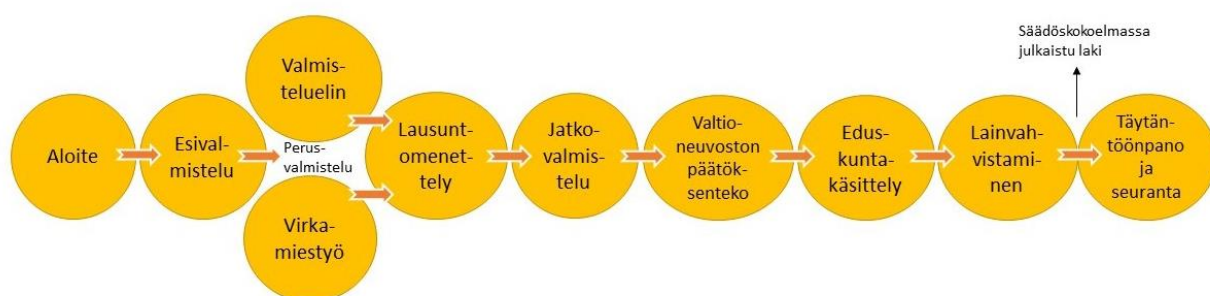 Aloite
Esival-
mistelu
Valmis-
teluelin
Perus-
valmistelu
Virka-
miestyö
Lausunt-
omenet-
tely
Jatko-
valmis-
telu
Valtio-
neuvoston
päätök-
senteko
Edus-
kunta-
käsittely
Lainvah-
vistami-
nen
Säädöskokoelmassa
julkaistu laki
Täytän-
töönpano
ja
seuranta